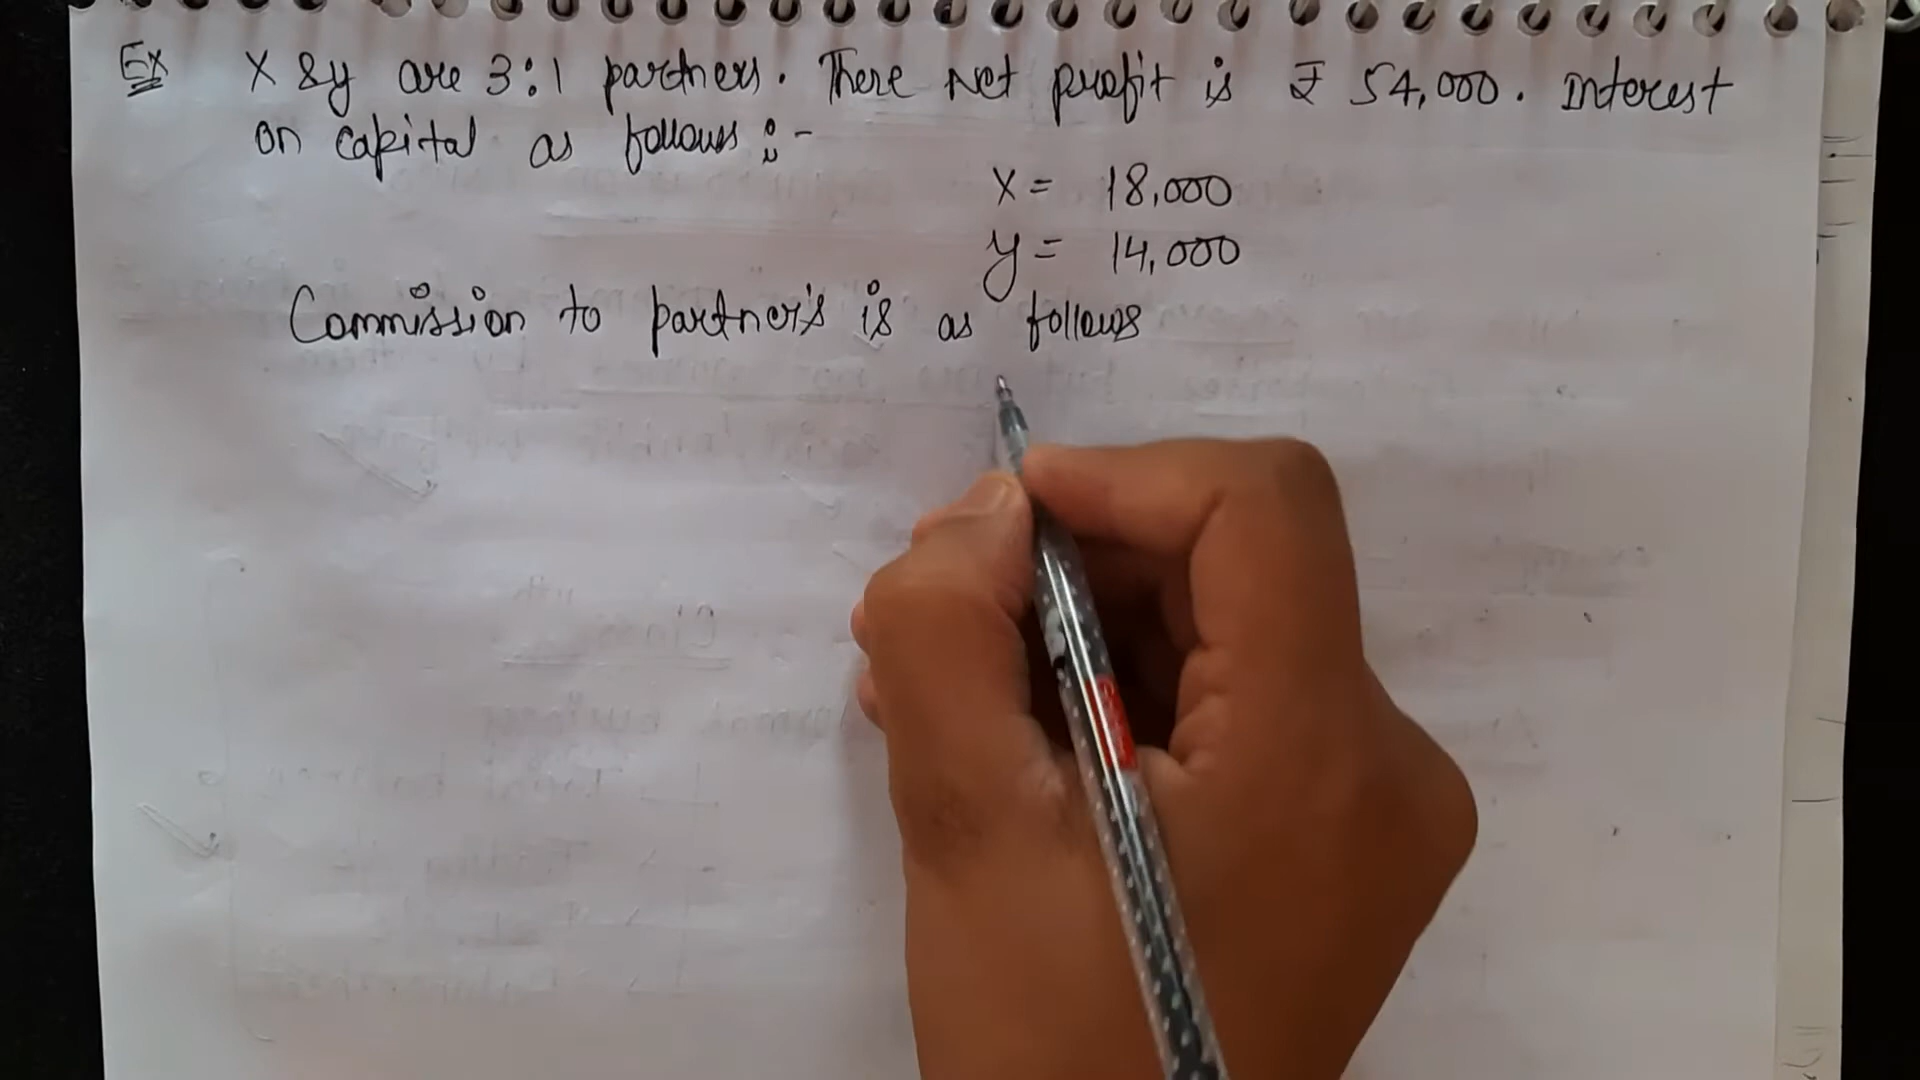 Ex X & y are 3:1 partners. There Net profit is ₹ 54,000. Interest
on capital as follows :-
X = 18,000
y = 14,000
Commission to partner's is as follows